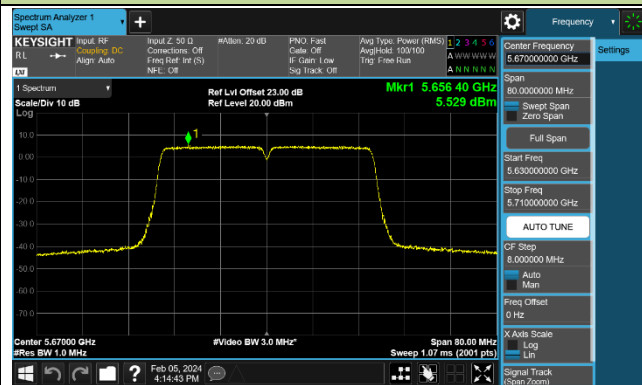 Spectrum Analyzer 1
Swept SA
Frequency
KEYSIGHT
RL
Input: RF
Coupling: DC
Align: Auto
Input Z: 50 Ω
Corrections: Off
Freq Ref: Int (S)
NFE: Off
#Atten: 20 dB
PNO: Fast
Gate: Off
IF Gain: Low
Sig Track: Off
Avg Type: Power (RMS)
Avg|Hold: 100/100
Trig: Free Run
1 2 3 4 5 6
A W W W W W
A N N N N N
LXI
1 Spectrum
Scale/Div 10 dB
Log
Ref Lvl Offset 23.00 dB
Ref Level 20.00 dBm
Mkr1 5.656 40 GHz
5.529 dBm
1
10.0
0.00
-10.0
-20.0
-30.0
-40.0
-50.0
-60.0
-70.0
Center 5.67000 GHz
#Res BW 1.0 MHz
#Video BW 3.0 MHz*
Span 80.00 MHz
Sweep 1.07 ms (2001 pts)
Center Frequency
5.670000000 GHz
Settings
Span
80.0000000 MHz
Swept Span
Zero Span
Full Span
Start Freq
5.630000000 GHz
Stop Freq
5.710000000 GHz
AUTO TUNE
CF Step
8.000000 MHz
Auto
Man
Freq Offset
0 Hz
X Axis Scale
Log
Lin
Signal Track
(Span Zoom)
Feb 05, 2024
4:14:43 PM